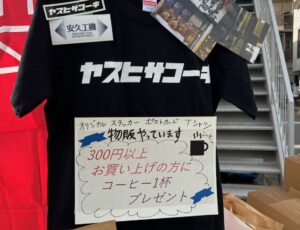 ヤスヒサコーキ
安久工機
ヤスヒサコーキ
オリジナル ステッカー ポストカード Tシャツ
物販やっています
300円以上
お買い上げの方に
コーヒー1杯
プレゼント